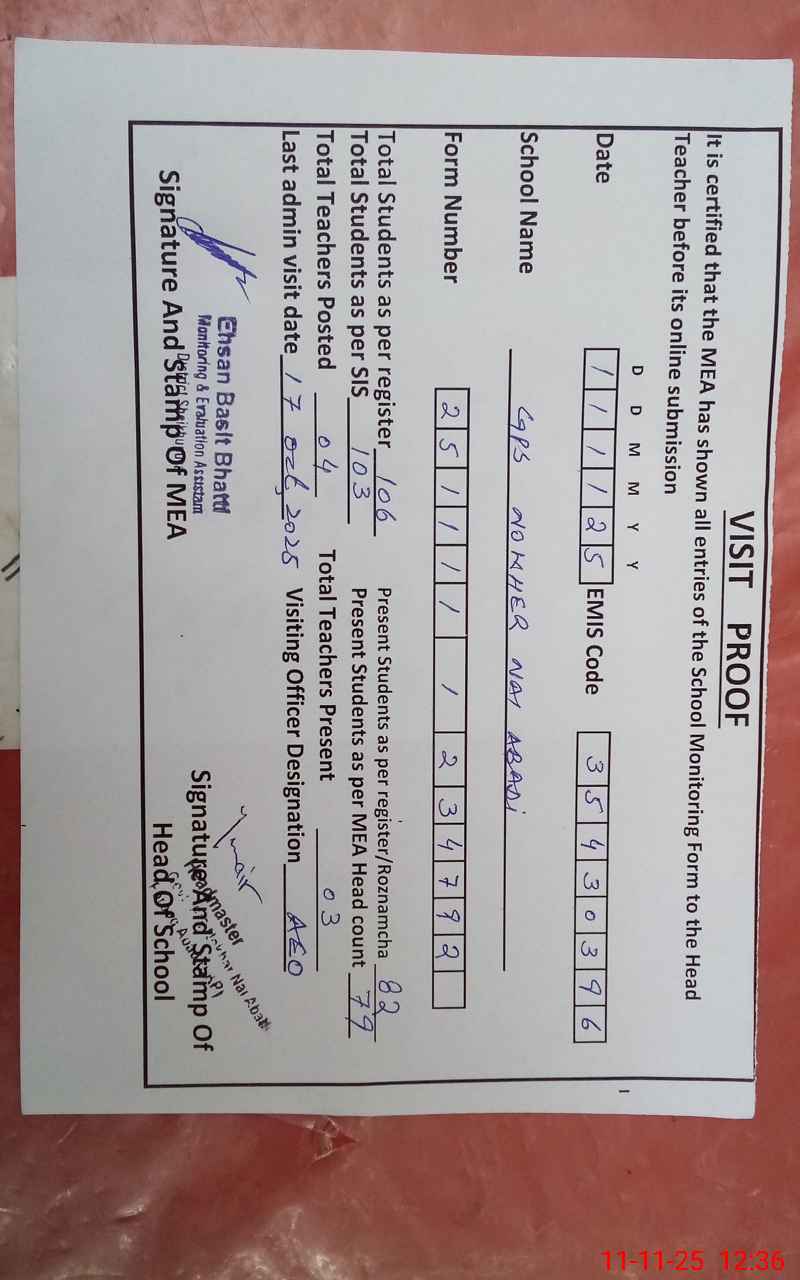 VISIT PROOF
It is certified that the MEA has shown all entries of the School Monitoring Form to the Head
Teacher before its online submission
D D M M Y Y
Date 1 1 1 1 2 5 EMIS Code 3 5 4 3 0 3 9 6
School Name GPS NOKHER NAI ABADI
Form Number 2 5 1 1 1 1 1 2 3 4 7 9 2
Total Students as per register 106 Present Students as per register/Roznamcha 82
Total Students as per SIS 103 Present Students as per MEA Head count 79
Total Teachers Posted 04 Total Teachers Present 03
Last admin visit date 17 Oct 2025 Visiting Officer Designation AEO
Ehsan Basit Bhatti
Monitoring & Evaluation Assistant
District
Signature And Stamp Of MEA
Headmaster
Nai Abadi
Signature And Stamp Of
Head Of School
11-11-25 12:36